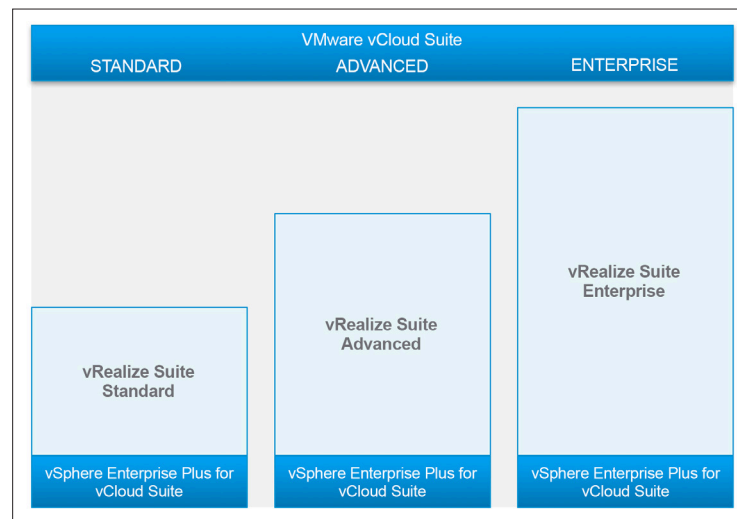 VMware vCloud Suite
STANDARD
ADVANCED
ENTERPRISE
vRealize Suite
Standard
vRealize Suite
Advanced
vRealize Suite
Enterprise
vSphere Enterprise Plus for
vCloud Suite
vSphere Enterprise Plus for
vCloud Suite
vSphere Enterprise Plus for
vCloud Suite